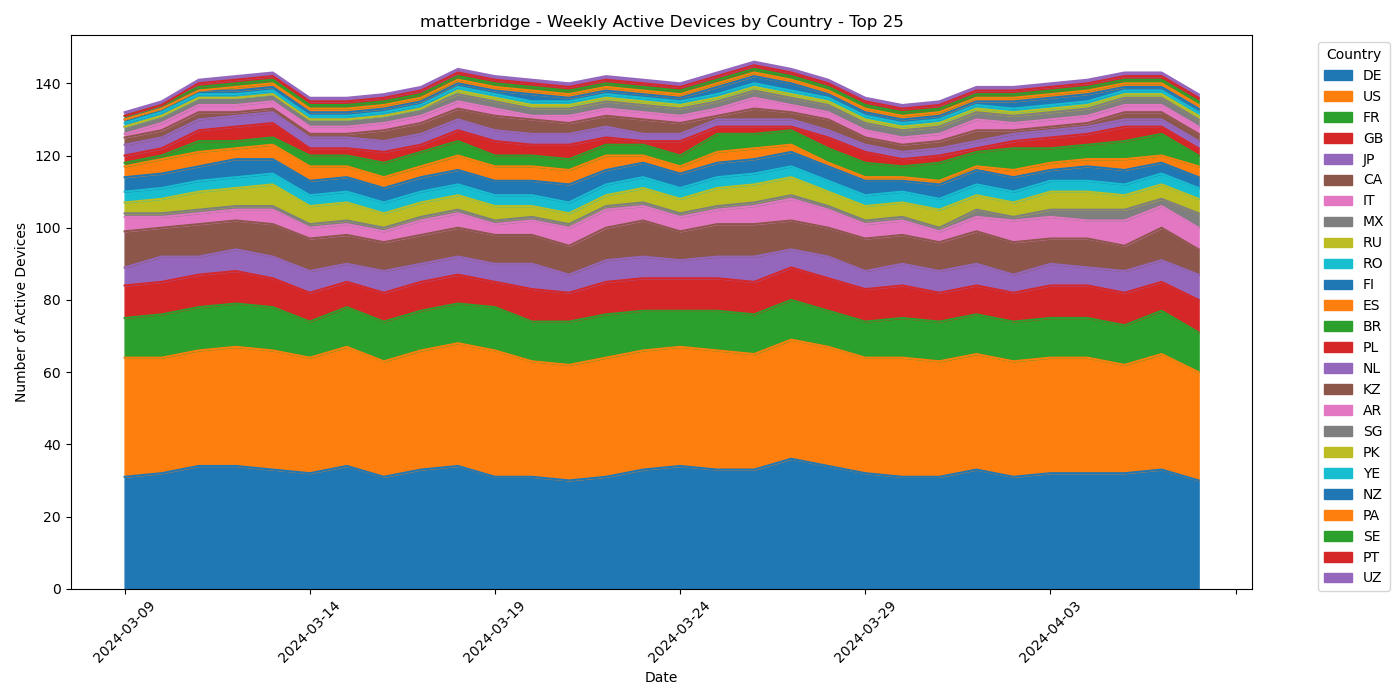 matterbridge - Weekly Active Devices by Country - Top 25
Number of Active Devices
140
120
100
80
60
40
20
0
2024-03-09
2024-03-14
2024-03-19
2024-03-24
2024-03-29
2024-04-03
Date
Country
DE
US
FR
GB
JP
CA
IT
MX
RU
RO
FI
ES
BR
PL
NL
KZ
AR
SG
PK
YE
NZ
PA
SE
PT
UZ